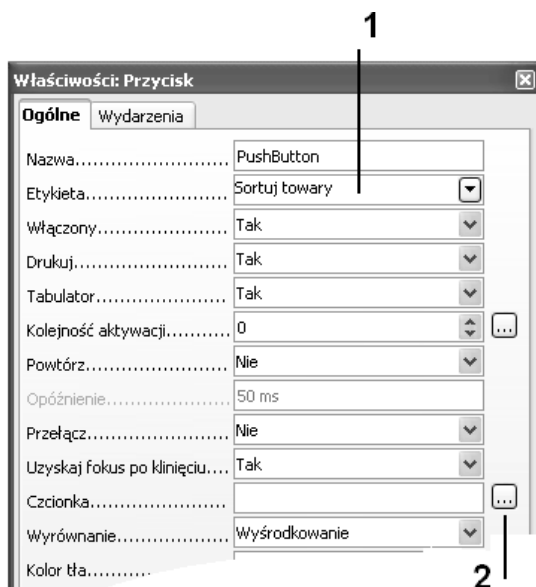 1
Właściwości: Przycisk
Ogólne Wydarzenia
Nazwa........................ PushButton
Etykieta...................... Sortuj towary
Włączony.................... Tak
Drukuj........................ Tak
Tabulator.................... Tak
Kolejność aktywacji........... 0 ...
Powtórz...................... Nie
Opóźnienie.................... 50 ms
Przełącz...................... Nie
Uzyskaj fokus po klinięciu.... Tak
Czcionka...................... ...
Wyrównanie................. Wyśrodkowanie
Kolor tła.........
2